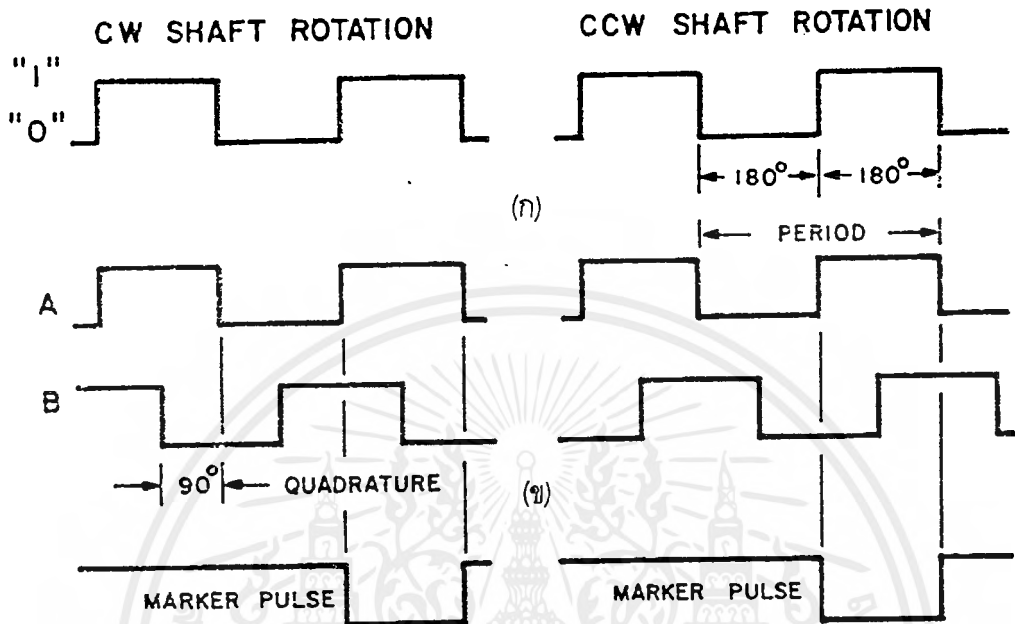 CW SHAFT ROTATION
CCW SHAFT ROTATION
"1"
"0"
180° 180°
(ก)
PERIOD
A
B
90° QUADRATURE
(ข)
MARKER PULSE
MARKER PULSE